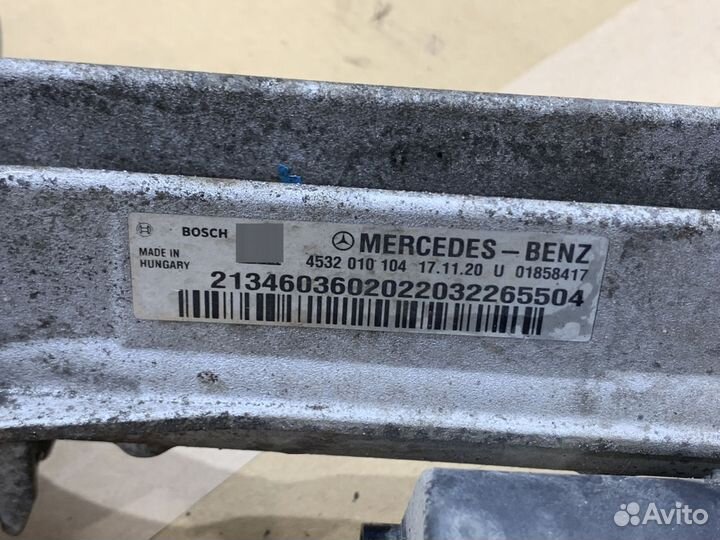 BOSCH
MERCEDES-BENZ
MADE IN
HUNGARY
4532 010 104 17.11.20 U 01858417
2134603602022032265504
Avito